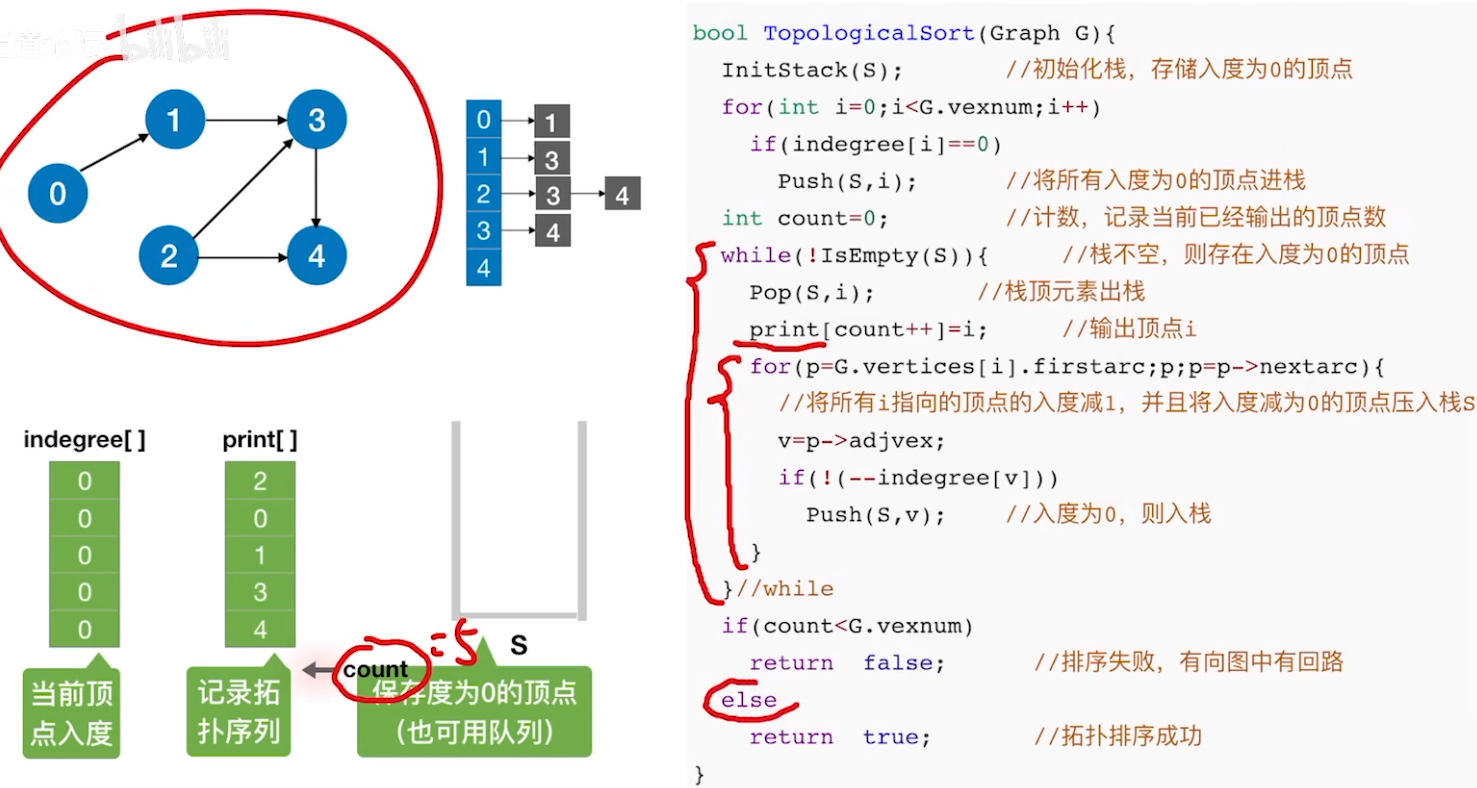 bilibili
1
3
0
2
4
0 1
1 3
2 3 4
3 4
4
indegree[ ]
0
0
0
0
0
当前顶
点入度
print[ ]
2
0
1
3
4
记录拓
扑序列
count
=5
S
保存度为0的顶点
（也可用队列）
bool TopologicalSort(Graph G){
InitStack(S); //初始化栈，存储入度为0的顶点
for(int i=0;i<G.vexnum;i++)
if(indegree[i]==0)
Push(S,i); //将所有入度为0的顶点进栈
int count=0; //计数，记录当前已经输出的顶点数
while(!IsEmpty(S)){ //栈不空，则存在入度为0的顶点
Pop(S,i); //栈顶元素出栈
print[count++]=i; //输出顶点i
for(p=G.vertices[i].firstarc;p;p=p->nextarc){
//将所有i指向的顶点的入度减1，并且将入度减为0的顶点压入栈S
v=p->adjvex;
if(!(--indegree[v]))
Push(S,v); //入度为0，则入栈
}
}//while
if(count<G.vexnum)
return false; //排序失败，有向图中有回路
else
return true; //拓扑排序成功
}